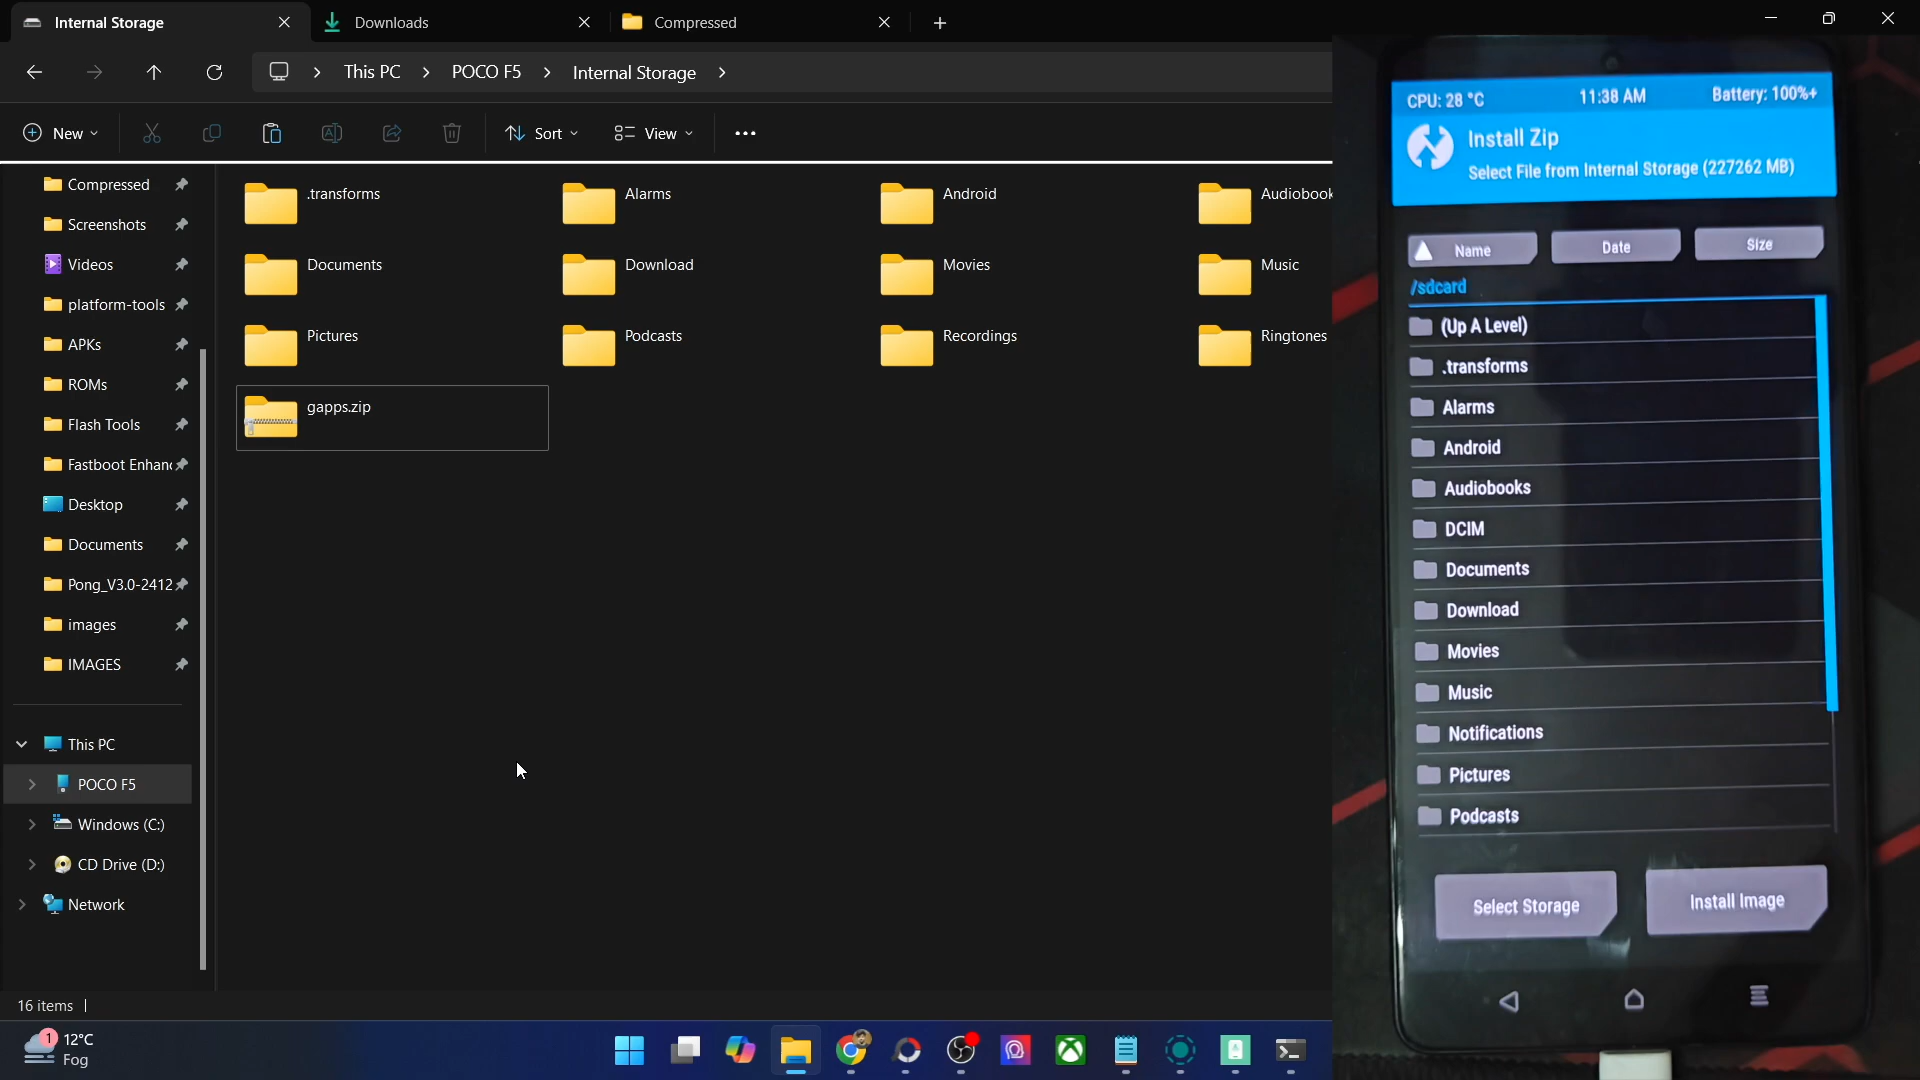 Internal Storage
Downloads
Compressed
This PC
POCO F5
Internal Storage
New
Sort
View
Compressed
Screenshots
Videos
platform-tools
APKs
ROMs
Flash Tools
Fastboot Enhanc
Desktop
Documents
Pong_V3.0-2412
images
IMAGES
This PC
POCO F5
Windows (C:)
CD Drive (D:)
Network
.transforms
Alarms
Android
Audiobook
Documents
Download
Movies
Music
Pictures
Podcasts
Recordings
Ringtones
gapps.zip
16 items
1
12°C
Fog
CPU: 28 °C
11:38 AM
Battery: 100%+
Install Zip
Select File from Internal Storage (227262 MB)
Name
Date
Size
/sdcard
(Up A Level)
.transforms
Alarms
Android
Audiobooks
DCIM
Documents
Download
Movies
Music
Notifications
Pictures
Podcasts
Select Storage
Install Image